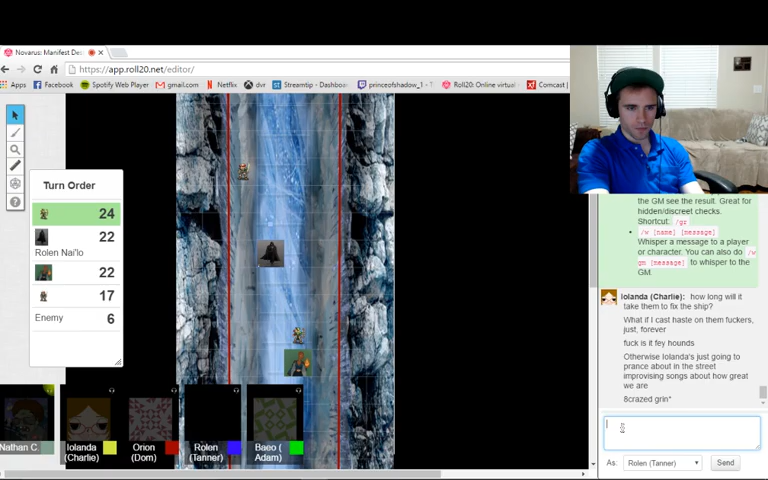 Novarus: Manifest Des
https://app.roll20.net/editor/
Apps Facebook Spotify Web Player gmail.com Netflix dvr Streamtip - Dashboa princeofshadow_1 - T Roll20: Online virtual Comcast
the GM see the result. Great for
hidden/discreet checks.
Shortcut: /gr
/w [name] [message]
Whisper a message to a player
or character. You can also do /w
gm [message] to whisper to the
GM.
Turn Order
24
22
Rolen Nai'lo
22
17
Enemy 6
Iolanda (Charlie): how long will it
take them to fix the ship?
What if I cast haste on them fuckers,
just, forever
fuck is it fey hounds
Otherwise Iolanda's just going to
prance about in the street
improvising songs about how great
we are
8crazed grin*
Nathan C
Iolanda
(Charlie)
Orion
(Dom)
Rolen
(Tanner)
Baeo (
Adam)
As: Rolen (Tanner) Send